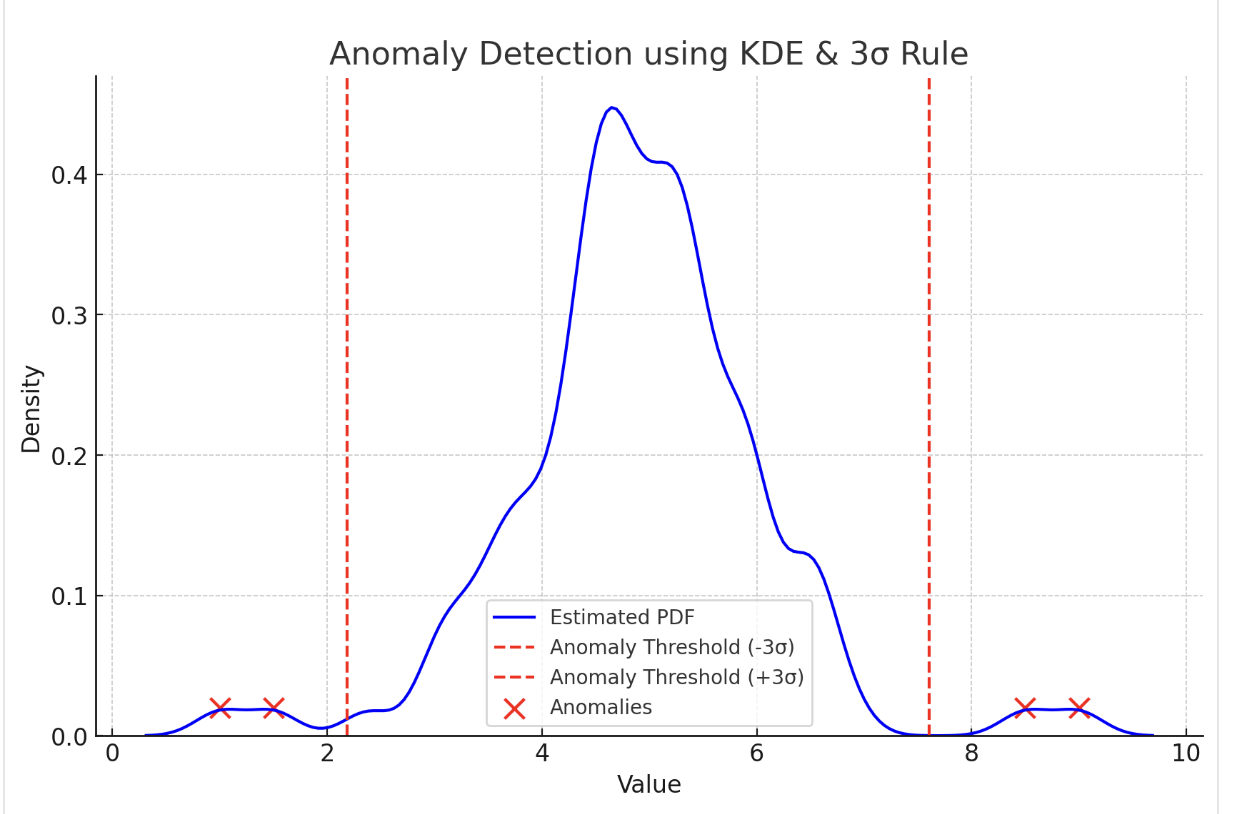 Anomaly Detection using KDE & 3σ Rule
Density
0.4
0.3
0.2
0.1
0.0
Estimated PDF
Anomaly Threshold (-3σ)
Anomaly Threshold (+3σ)
Anomalies
0 2 4 6 8 10
Value